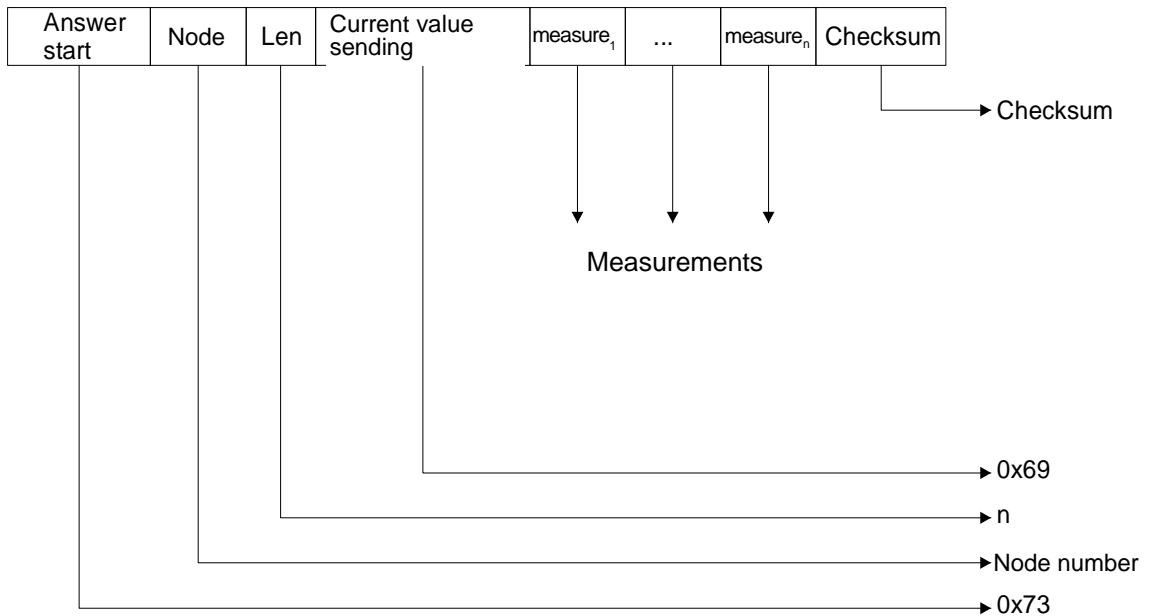 Answer start
Node
Len
Current value sending
measure₁
...
measureₙ
Checksum
Checksum
Measurements
0x69
n
Node number
0x73